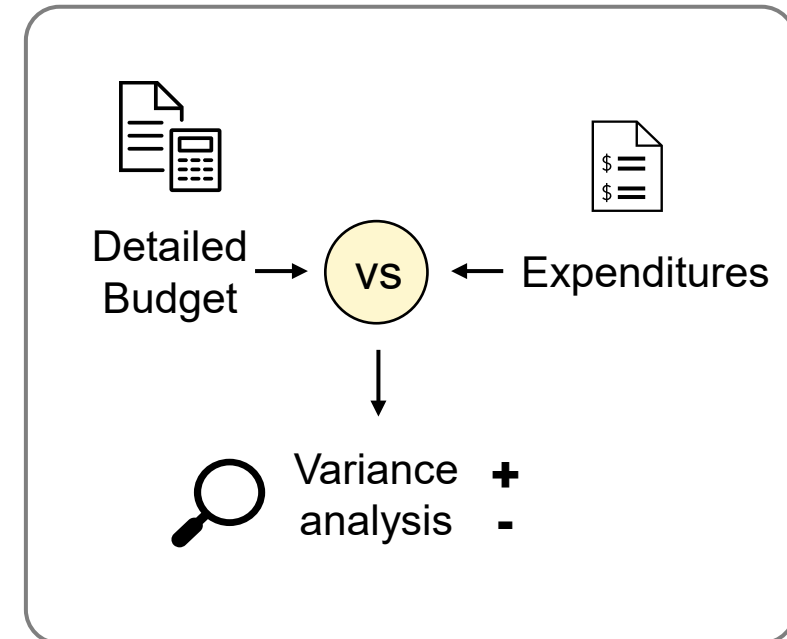 $
$
Detailed
Budget
vs
Expenditures
Variance +
analysis -